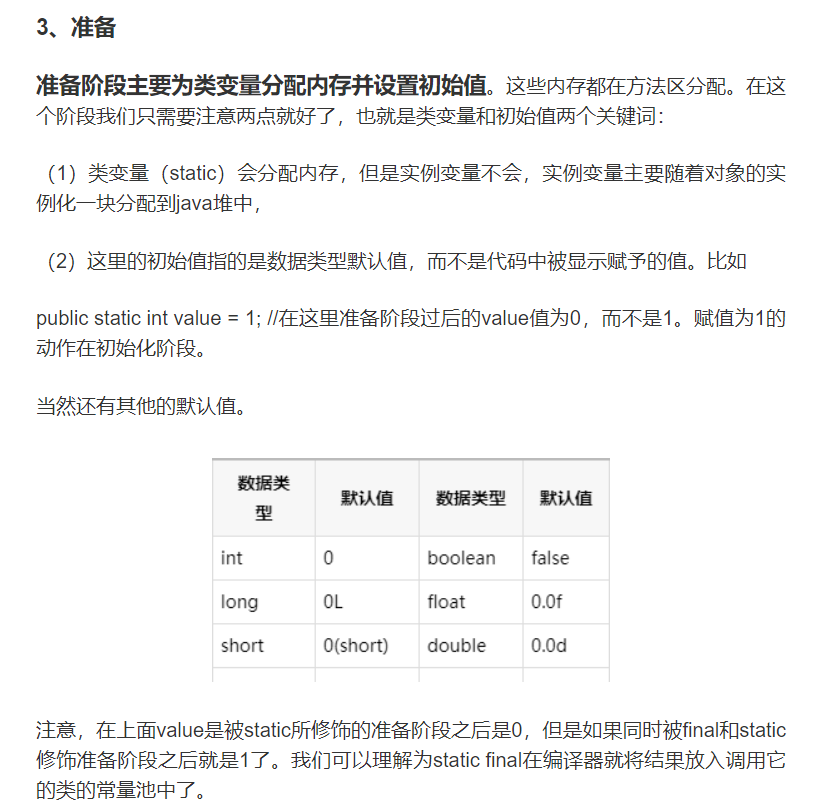 3、准备
准备阶段主要为类变量分配内存并设置初始值。这些内存都在方法区分配。在这
个阶段我们只需要注意两点就好了，也就是类变量和初始值两个关键词：
（1）类变量（static）会分配内存，但是实例变量不会，实例变量主要随着对象的实
例化一块分配到java堆中，
（2）这里的初始值指的是数据类型默认值，而不是代码中被显示赋予的值。比如
public static int value = 1; //在这里准备阶段过后的value值为0，而不是1。赋值为1的
动作在初始化阶段。
当然还有其他的默认值。
数据类
型 默认值 数据类型 默认值
int 0 boolean false
long 0L float 0.0f
short 0(short) double 0.0d
注意，在上面value是被static所修饰的准备阶段之后是0，但是如果同时被final和static
修饰准备阶段之后就是1了。我们可以理解为static final在编译器就将结果放入调用它
的类的常量池中了。